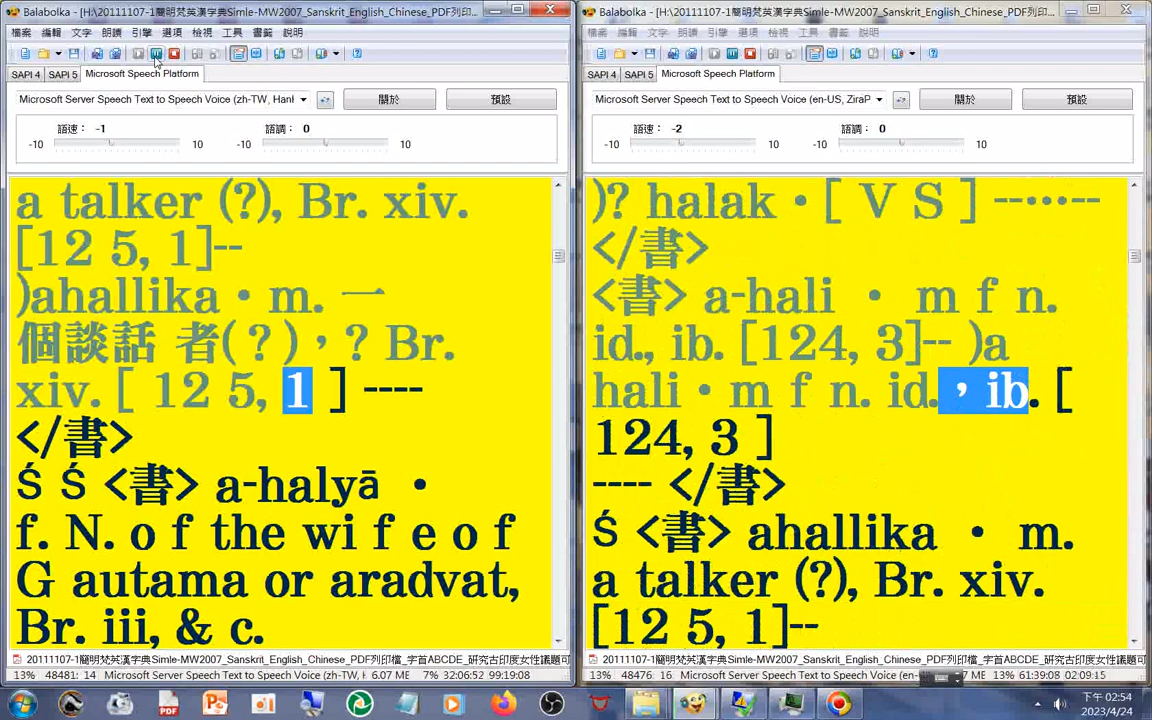 Balabolka - [H:\20111107-1簡明梵英漢字典Simle-MW2007_Sanskrit_English_Chinese_PDF列印...
檔案 編輯 文字 朗讀 引擎 選項 檢視 工具 書籤 說明
SAPI 4 SAPI 5 Microsoft Speech Platform
Microsoft Server Speech Text to Speech Voice (zh-TW, Hanl
關於 預設
語速： -1 語調： 0
-10 10 -10 10
a talker (?), Br. xiv.
[12 5, 1]--
)ahallika • m. 一
個談話 者(？)，? Br.
xiv. [ 12 5, 1 ] ----
</書>
Ś Ś <書> a-halyā •
f. N. o f the wi f e o f
G autama or aradvat,
Br. iii, & c.
20111107-1簡明梵英漢字典Simle-MW2007_Sanskrit_English_Chinese_PDF列印檔_字首ABCDE_研究古印度女性議題可
13% 48481: 14 Microsoft Server Speech Text to Speech Voice (zh-TW, H 6.07 ME 7% 32:06:52 99:19:08
Balabolka - [H:\20111107-1簡明梵英漢字典Simle-MW2007_Sanskrit_English_Chinese_PDF列印...
檔案 編輯 文字 朗讀 引擎 選項 檢視 工具 書籤 說明
SAPI 4 SAPI 5 Microsoft Speech Platform
Microsoft Server Speech Text to Speech Voice (en-US, ZiraP
關於 預設
語速： -2 語調： 0
-10 10 -10 10
)? halak • [ V S ] --…--
</書>
<書> a-hali • m f n.
id., ib. [124, 3]-- )a
hali • m f n. id.，ib. [
124, 3 ]
---- </書>
Ś <書> ahallika • m.
a talker (?), Br. xiv.
[12 5, 1]--
20111107-1簡明梵英漢字典Simle-MW2007_Sanskrit_English_Chinese_PDF列印檔_字首ABCDE_研究古印度女性議題可
13% 48476: 16 Microsoft Server Speech Text to Speech Voice (en-US, 7 ME 13% 61:39:08 02:09:15
PDF
下午 02:54
2023/4/24